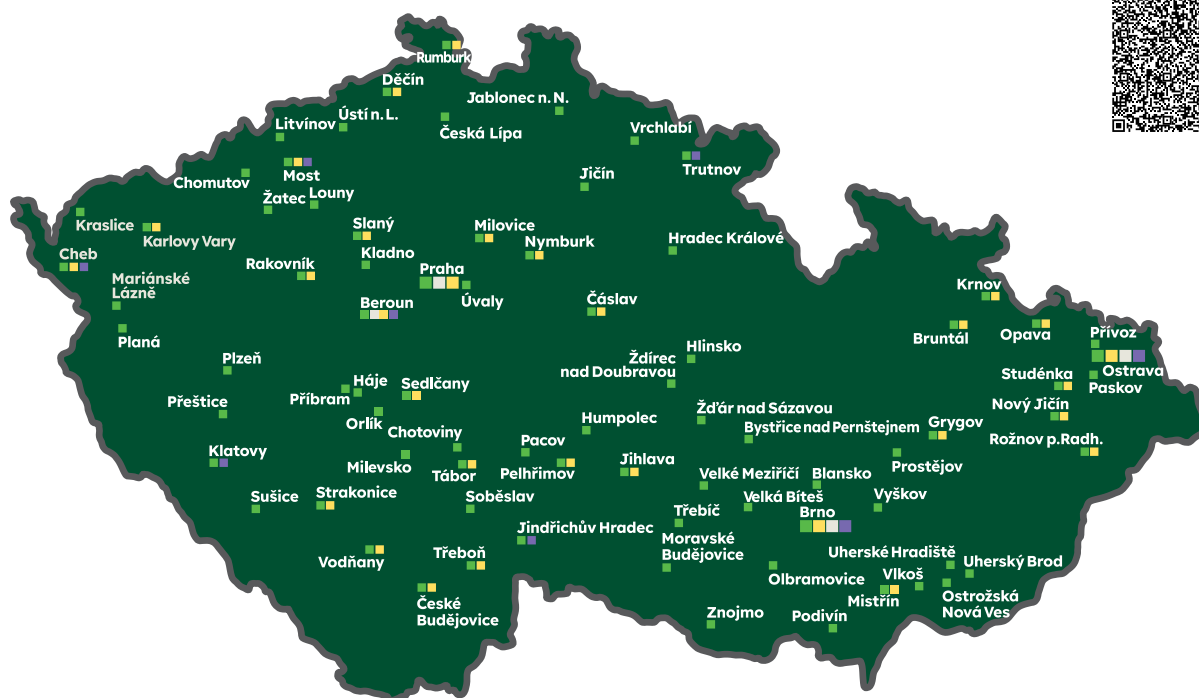 Rumburk
Děčín
Jablonec n. N.
Ústí n. L.
Litvínov
Česká Lípa
Vrchlabí
Most
Trutnov
Chomutov
Jičín
Žatec
Louny
Kraslice
Karlovy Vary
Slaný
Milovice
Nymburk
Hradec Králové
Cheb
Kladno
Rakovník
Praha
Mariánské
Lázně
Úvaly
Krnov
Beroun
Čáslav
Planá
Bruntál
Opava
Přívoz
Hlinsko
Plzeň
Ždírec
nad Doubravou
Ostrava
Studénka
Paskov
Háje
Sedlčany
Příbram
Přeštice
Nový Jičín
Orlík
Humpolec
Žďár nad Sázavou
Grygov
Chotoviny
Bystřice nad Pernštejnem
Rožnov p.Radh.
Pacov
Klatovy
Milevsko
Jihlava
Prostějov
Tábor
Pelhřimov
Velké Meziříčí
Blansko
Sušice
Strakonice
Soběslav
Velká Bíteš
Vyškov
Třebíč
Brno
Jindřichův Hradec
Moravské
Budějovice
Uherské Hradiště
Vodňany
Třeboň
Uherský Brod
Olbramovice
Vlkoš
Mistřín
České
Budějovice
Ostrožská
Nová Ves
Znojmo
Podivín